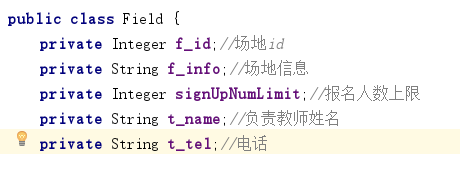 public class Field {
private Integer f_id;//场地id
private String f_info;//场地信息
private Integer signUpNumLimit;//报名人数上限
private String t_name;//负责教师姓名
private String t_tel;//电话